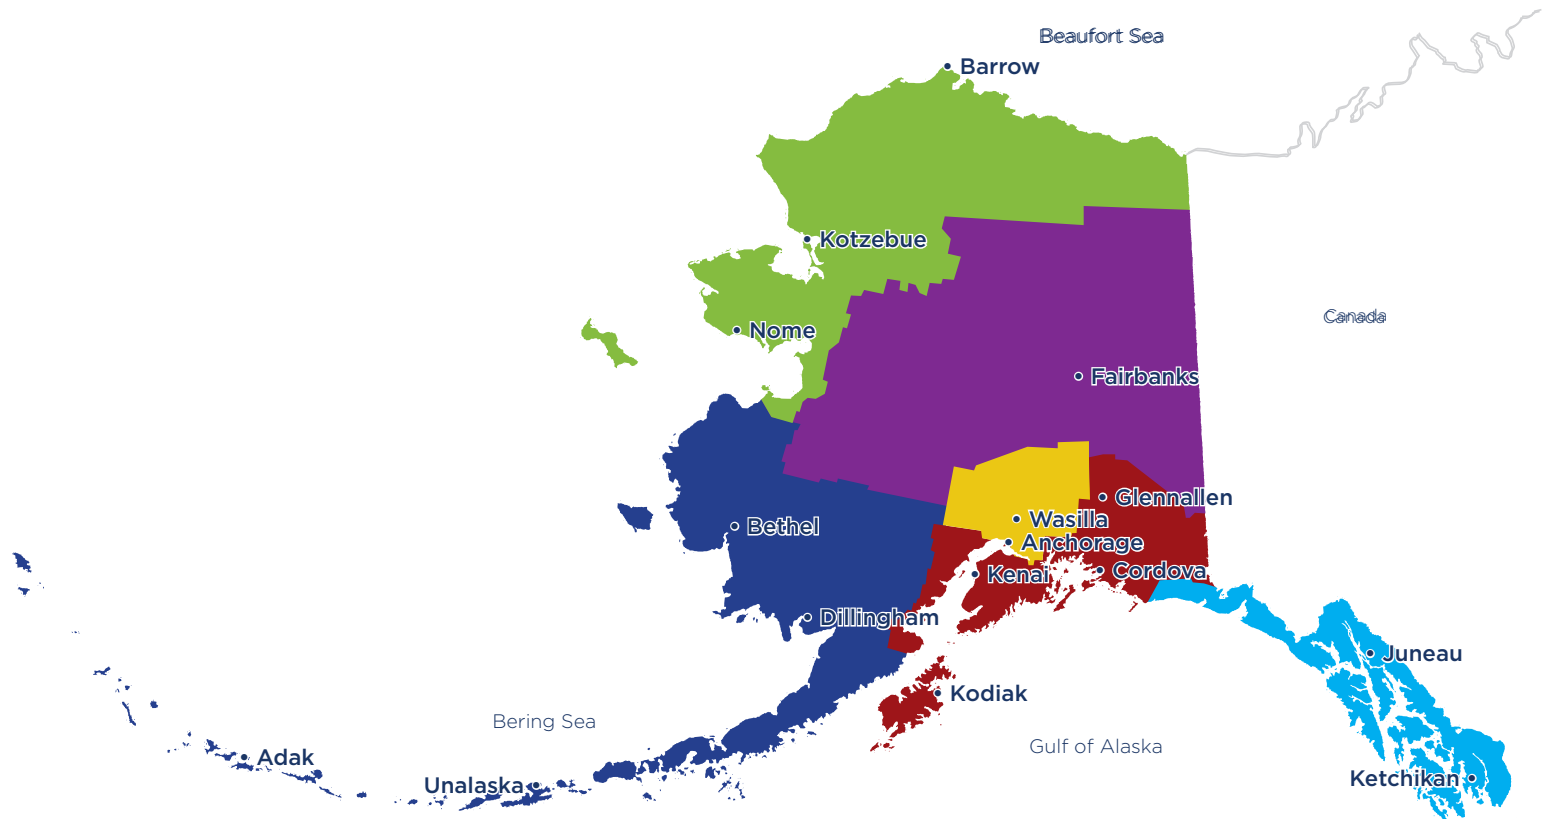 Beaufort Sea
Barrow
Kotzebue
Canada
Nome
Fairbanks
Glennallen
Wasilla
Bethel
Anchorage
Cordova
Kenai
Dillingham
Juneau
Kodiak
Bering Sea
Gulf of Alaska
Adak
Ketchikan
Unalaska